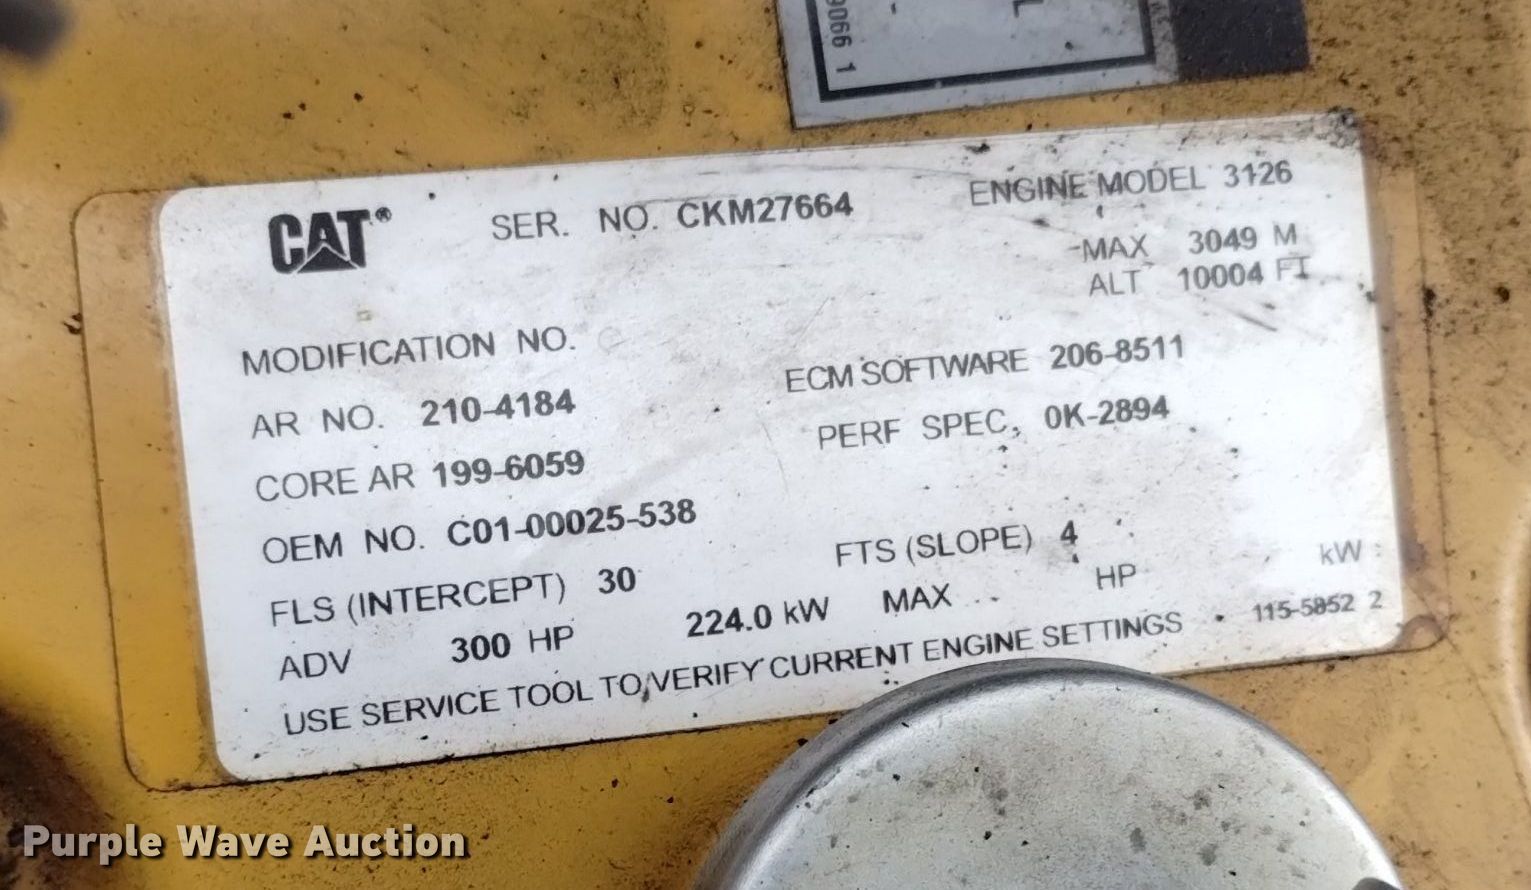 9066 1
CAT® SER. NO. CKM27664 ENGINE MODEL 3126
MAX 3049 M
ALT 10004 FT
MODIFICATION NO.
ECM SOFTWARE 206-8511
AR NO. 210-4184
PERF SPEC. 0K-2894
CORE AR 199-6059
OEM NO. C01-00025-538
FLS (INTERCEPT) 30 FTS (SLOPE) 4
ADV 300 HP 224.0 kW MAX HP kW
USE SERVICE TOOL TO VERIFY CURRENT ENGINE SETTINGS 115-5852 2
Purple Wave Auction